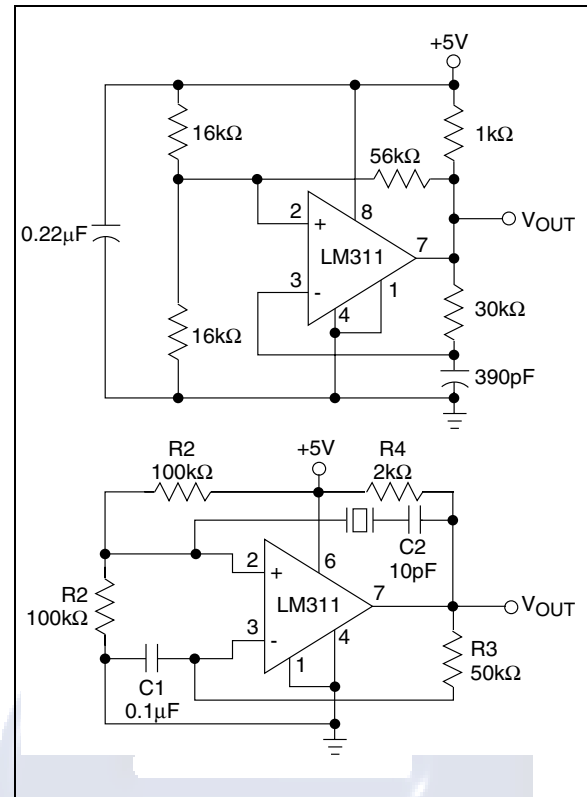 +5V
16kΩ
1kΩ
56kΩ
2
+
8
0.22µF
LM311
7
VOUT
3
-
1
4
16kΩ
30kΩ
390pF
R2
100kΩ
+5V
R4
2kΩ
C2
10pF
2
+
6
R2
100kΩ
LM311
7
VOUT
3
-
4
1
C1
0.1µF
R3
50kΩ